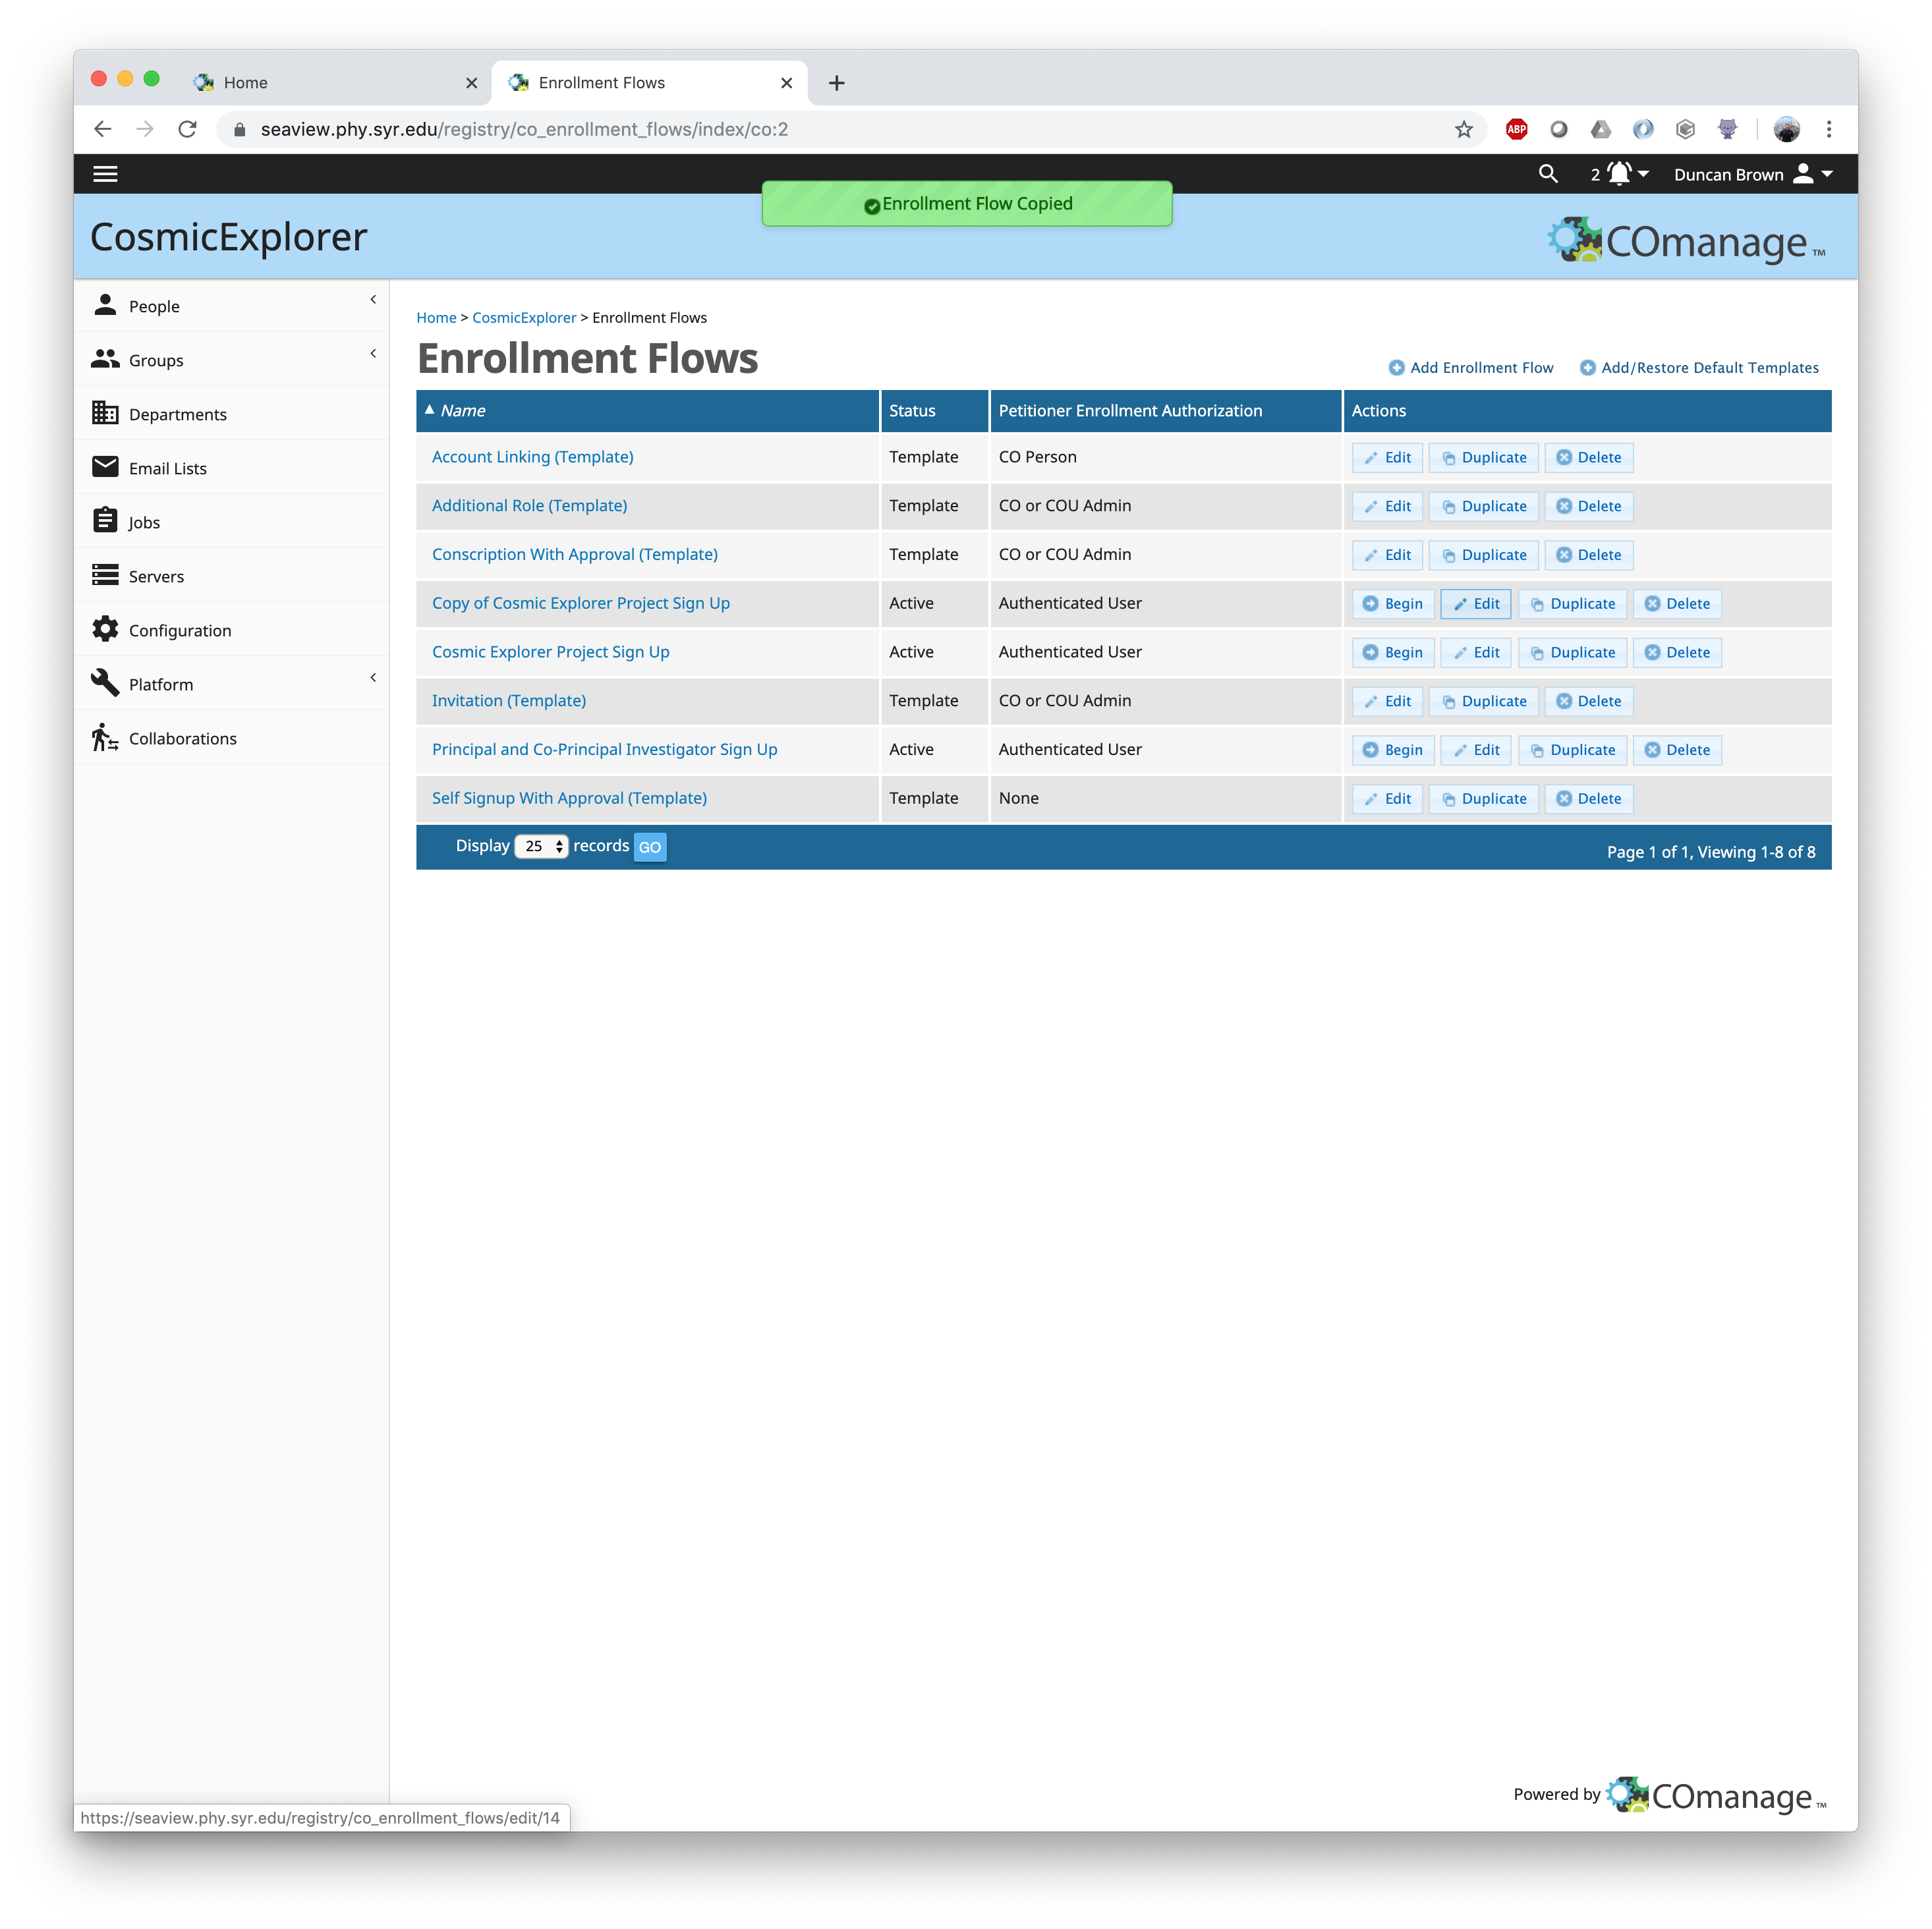 Home
Enrollment Flows
seaview.phy.syr.edu/registry/co_enrollment_flows/index/co:2
ABP
2
Duncan Brown
Enrollment Flow Copied
CosmicExplorer
COmanage TM
People
Groups
Departments
Email Lists
Jobs
Servers
Configuration
Platform
Collaborations
Home > CosmicExplorer > Enrollment Flows
Enrollment Flows
Add Enrollment Flow Add/Restore Default Templates
Name Status Petitioner Enrollment Authorization Actions
Account Linking (Template) Template CO Person Edit Duplicate Delete
Additional Role (Template) Template CO or COU Admin Edit Duplicate Delete
Conscription With Approval (Template) Template CO or COU Admin Edit Duplicate Delete
Copy of Cosmic Explorer Project Sign Up Active Authenticated User Begin Edit Duplicate Delete
Cosmic Explorer Project Sign Up Active Authenticated User Begin Edit Duplicate Delete
Invitation (Template) Template CO or COU Admin Edit Duplicate Delete
Principal and Co-Principal Investigator Sign Up Active Authenticated User Begin Edit Duplicate Delete
Self Signup With Approval (Template) Template None Edit Duplicate Delete
Display 25 records GO
Page 1 of 1, Viewing 1-8 of 8
Powered by COmanage TM
https://seaview.phy.syr.edu/registry/co_enrollment_flows/edit/14